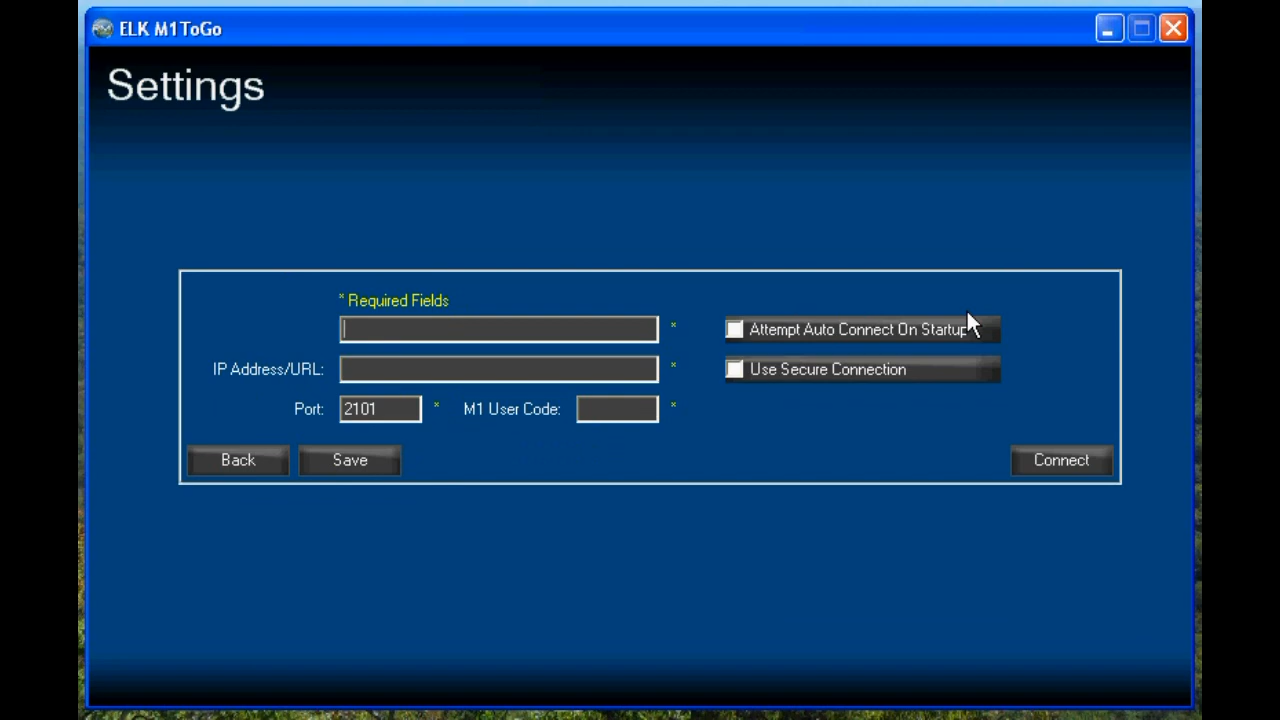 ELK M1ToGo
Settings
* Required Fields
* Attempt Auto Connect On Startup
IP Address/URL: * Use Secure Connection
Port: 2101 * M1 User Code: *
Back Save Connect